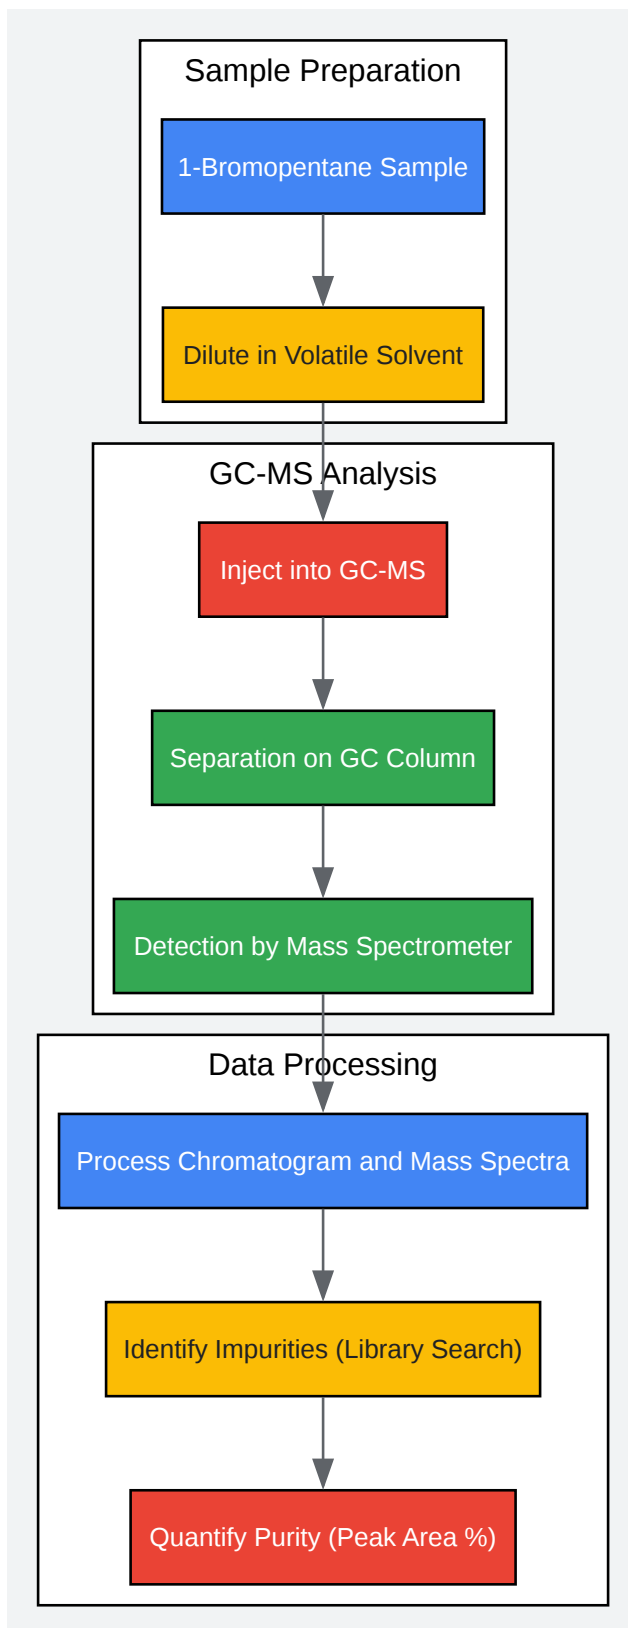 Sample Preparation
1-Bromopentane Sample
Dilute in Volatile Solvent
GC-MS Analysis
Inject into GC-MS
Separation on GC Column
Detection by Mass Spectrometer
Data Processing
Process Chromatogram and Mass Spectra
Identify Impurities (Library Search)
Quantify Purity (Peak Area %)